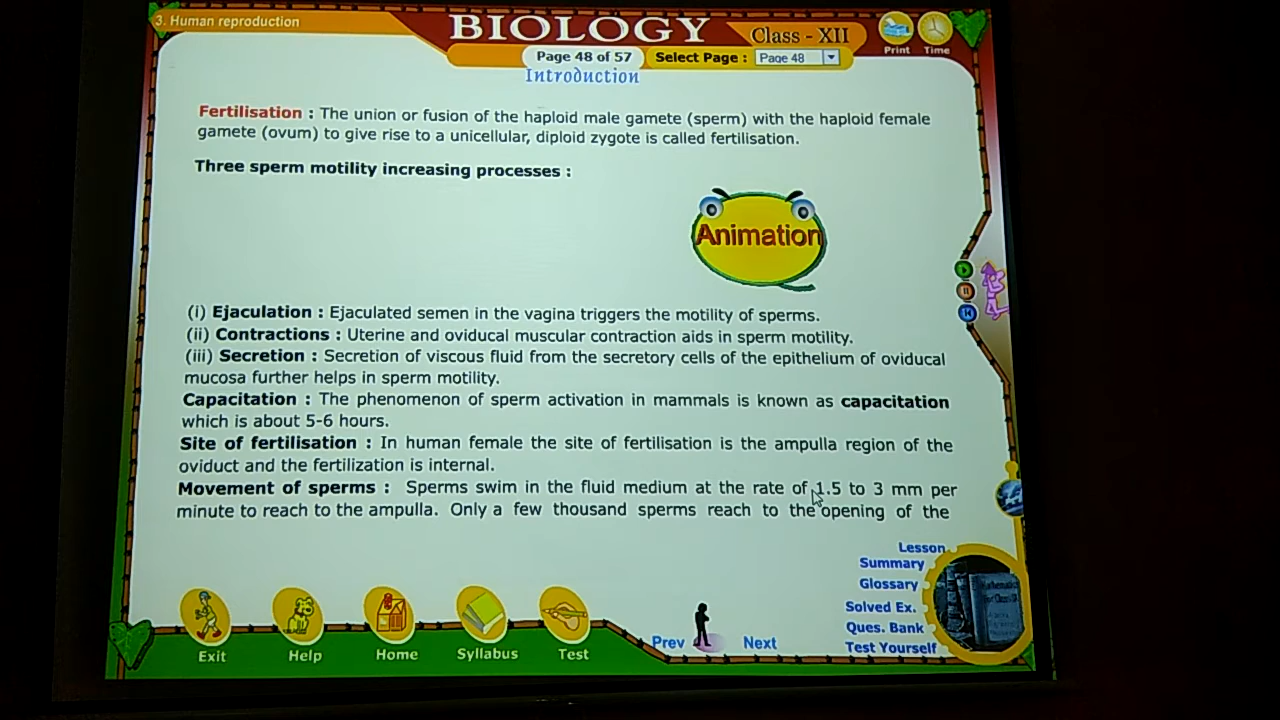 3. Human reproduction
BIOLOGY
Class - XII
Print
Time
Page 48 of 57
Select Page :
Page 48
Introduction
Fertilisation : The union or fusion of the haploid male gamete (sperm) with the haploid female
gamete (ovum) to give rise to a unicellular, diploid zygote is called fertilisation.
Three sperm motility increasing processes :
Animation
(i) Ejaculation : Ejaculated semen in the vagina triggers the motility of sperms.
(ii) Contractions : Uterine and oviducal muscular contraction aids in sperm motility.
(iii) Secretion : Secretion of viscous fluid from the secretory cells of the epithelium of oviducal
mucosa further helps in sperm motility.
Capacitation : The phenomenon of sperm activation in mammals is known as capacitation
which is about 5-6 hours.
Site of fertilisation : In human female the site of fertilisation is the ampulla region of the
oviduct and the fertilization is internal.
Movement of sperms : Sperms swim in the fluid medium at the rate of 1.5 to 3 mm per
minute to reach to the ampulla. Only a few thousand sperms reach to the opening of the
Lesson
Summary
Glossary
Solved Ex.
Ques. Bank
Test Yourself
Prev
Next
Exit
Help
Home
Syllabus
Test